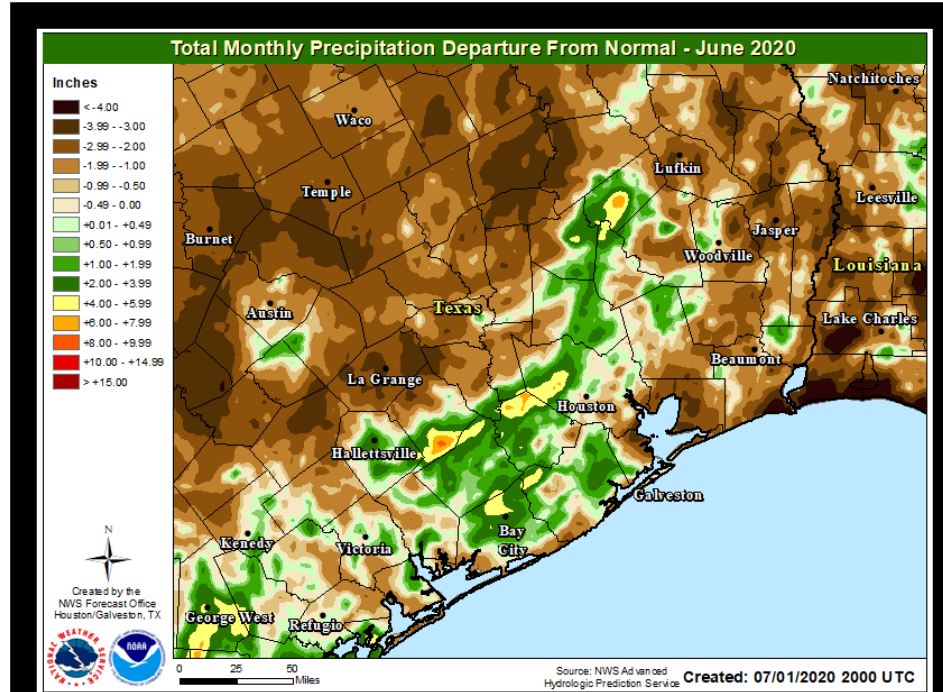 Total Monthly Precipitation Departure From Normal - June 2020
Inches
< -4.00
-3.99 - -3.00
-2.99 - -2.00
-1.99 - -1.00
-0.99 - -0.50
-0.49 - 0.00
+0.01 - +0.49
+0.50 - +0.99
+1.00 - +1.99
+2.00 - +3.99
+4.00 - +5.99
+6.00 - +7.99
+8.00 - +9.99
+10.00 - +14.99
> +15.00
Natchitoches
Waco
Lufkin
Temple
Leesville
Burnet
Jasper
Woodville
Louisiana
Austin
Texas
Lake Charles
Beaumont
La Grange
Houston
Hallettsville
Galveston
Bay
City
Kenedy
Victoria
George West
Refugio
N
Created by the
NWS Forecast Office
Houston/Galveston, TX
NATIONAL WEATHER SERVICE
NOAA
0 25 50
Miles
Source: NWS Advanced
Hydrologic Prediction Service
Created: 07/01/2020 2000 UTC